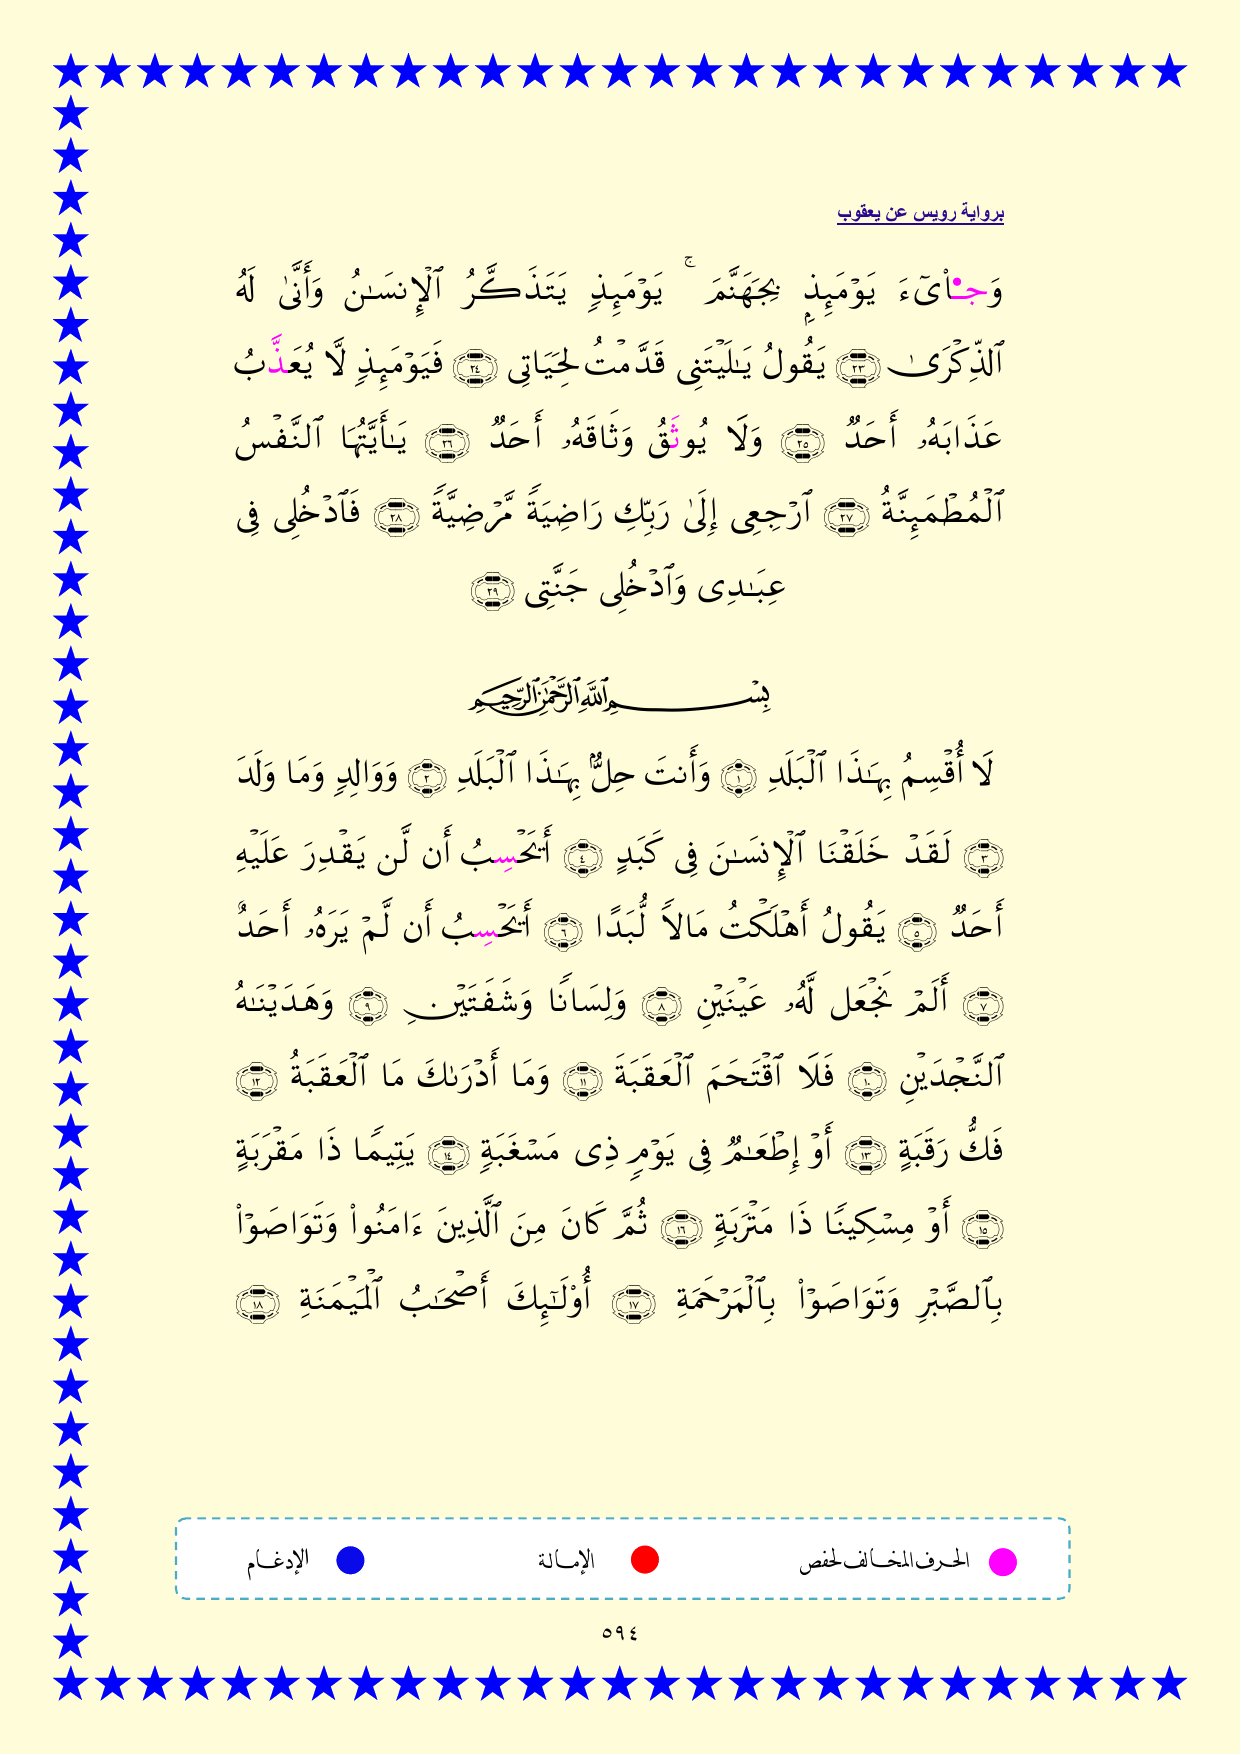 برواية رويس عن يعقوب
وَجِا۟ىٓءَ يَوْمَئِذٍۭ بِجَهَنَّمَ ۚ يَوْمَئِذٍ يَتَذَكَّرُ ٱلْإِنسَـٰنُ وَأَنَّىٰ لَهُ
ٱلذِّكْرَىٰ ٢٣ يَقُولُ يَـٰلَيْتَنِى قَدَّمْتُ لِحَيَاتِى ٢٤ فَيَوْمَئِذٍ لَّا يُعَذَّبُ
عَذَابَهُۥ أَحَدٌ ٢٥ وَلَا يُوثَقُ وَثَاقَهُۥ أَحَدٌ ٢٦ يَـٰأَيَّتُهَا ٱلنَّفْسُ
ٱلْمُطْمَئِنَّةُ ٢٧ ٱرْجِعِى إِلَىٰ رَبِّكِ رَاضِيَةً مَّرْضِيَّةً ٢٨ فَٱدْخُلِى فِى
عِبَـٰدِى وَٱدْخُلِى جَنَّتِى ٢٩
بِسْمِ ٱللَّهِ ٱلرَّحْمَٰنِ ٱلرَّحِيمِ
لَا أُقْسِمُ بِهَـٰذَا ٱلْبَلَدِ ١ وَأَنتَ حِلٌّۢ بِهَـٰذَا ٱلْبَلَدِ ٢ وَوَالِدٍ وَمَا وَلَدَ
٣ لَقَدْ خَلَقْنَا ٱلْإِنسَـٰنَ فِى كَبَدٍ ٤ أَيَحْسِبُ أَن لَّن يَقْدِرَ عَلَيْهِ
أَحَدٌ ٥ يَقُولُ أَهْلَكْتُ مَالًا لُّبَدًا ٦ أَيَحْسِبُ أَن لَّمْ يَرَهُۥ أَحَدٌ
٧ أَلَمْ نَجْعَل لَّهُۥ عَيْنَيْنِ ٨ وَلِسَانًا وَشَفَتَيْنِ ٩ وَهَدَيْنَـٰهُ
ٱلنَّجْدَيْنِ ١٠ فَلَا ٱقْتَحَمَ ٱلْعَقَبَةَ ١١ وَمَا أَدْرَىٰكَ مَا ٱلْعَقَبَةُ ١٢
فَكُّ رَقَبَةٍ ١٣ أَوْ إِطْعَـٰمٌ فِى يَوْمٍ ذِى مَسْغَبَةٍ ١٤ يَتِيمًا ذَا مَقْرَبَةٍ
١٥ أَوْ مِسْكِينًا ذَا مَتْرَبَةٍ ١٦ ثُمَّ كَانَ مِنَ ٱلَّذِينَ ءَامَنُوا۟ وَتَوَاصَوْا۟
بِٱلصَّبْرِ وَتَوَاصَوْا۟ بِٱلْمَرْحَمَةِ ١٧ أُو۟لَـٰٓئِكَ أَصْحَـٰبُ ٱلْمَيْمَنَةِ ١٨
الحرف المخالف لحفص الإمالة الإدغام
٥٩٤